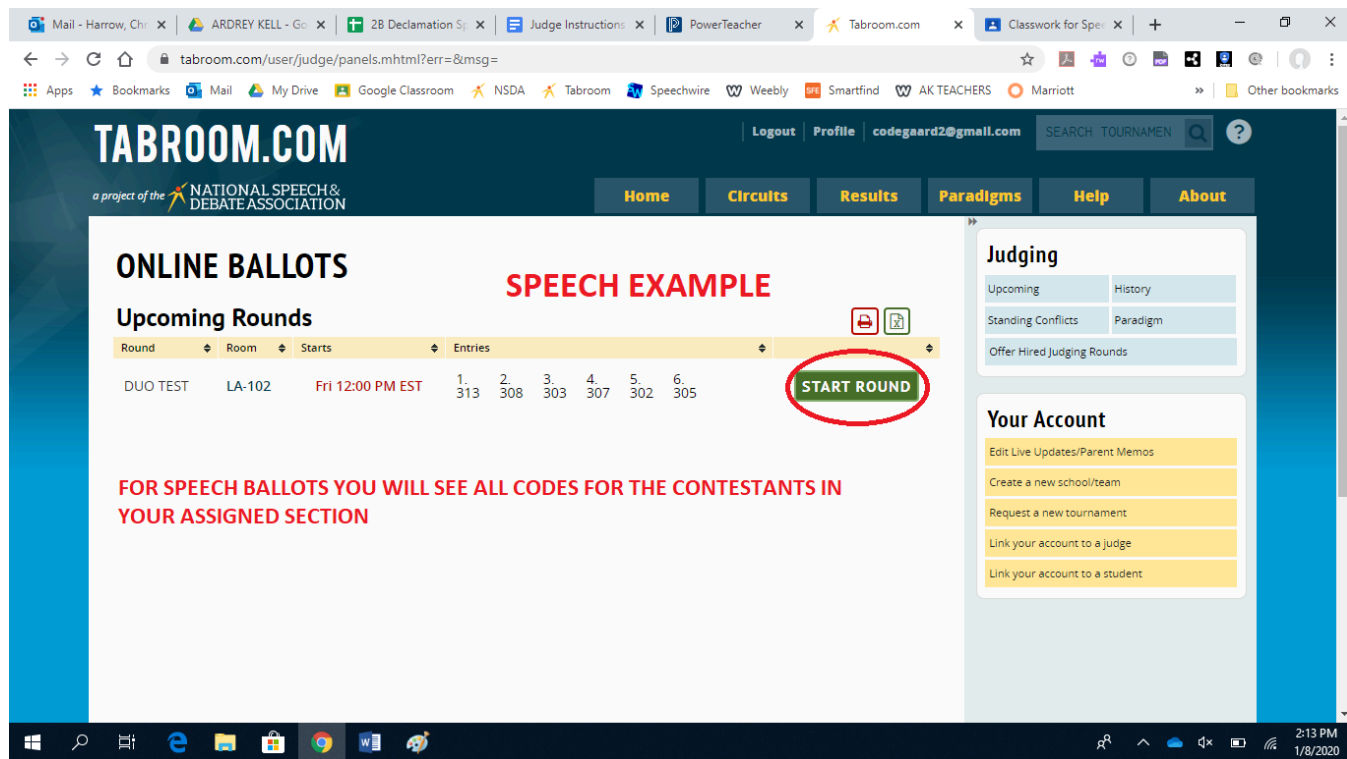 Mail - Harrow, Chr
ARDREY KELL - Go
2B Declamation Sp
Judge Instructions
PowerTeacher
Tabroom.com
Classwork for Spee
tabroom.com/user/judge/panels.mhtml?err=&msg=
Apps Bookmarks Mail My Drive Google Classroom NSDA Tabroom Speechwire Weebly SFE Smartfind AK TEACHERS Marriott » Other bookmarks
TABROOM.COM
Logout Profile codegaard2@gmail.com SEARCH TOURNAMEN ?
a project of the NATIONAL SPEECH &
DEBATE ASSOCIATION
Home Circuits Results Paradigms Help About
ONLINE BALLOTS
SPEECH EXAMPLE
Upcoming Rounds
Round Room Starts Entries
DUO TEST LA-102 Fri 12:00 PM EST 1. 2. 3. 4. 5. 6.
313 308 303 307 302 305
START ROUND
FOR SPEECH BALLOTS YOU WILL SEE ALL CODES FOR THE CONTESTANTS IN
YOUR ASSIGNED SECTION
Judging
Upcoming History
Standing Conflicts Paradigm
Offer Hired Judging Rounds
Your Account
Edit Live Updates/Parent Memos
Create a new school/team
Request a new tournament
Link your account to a judge
Link your account to a student
2:13 PM
1/8/2020